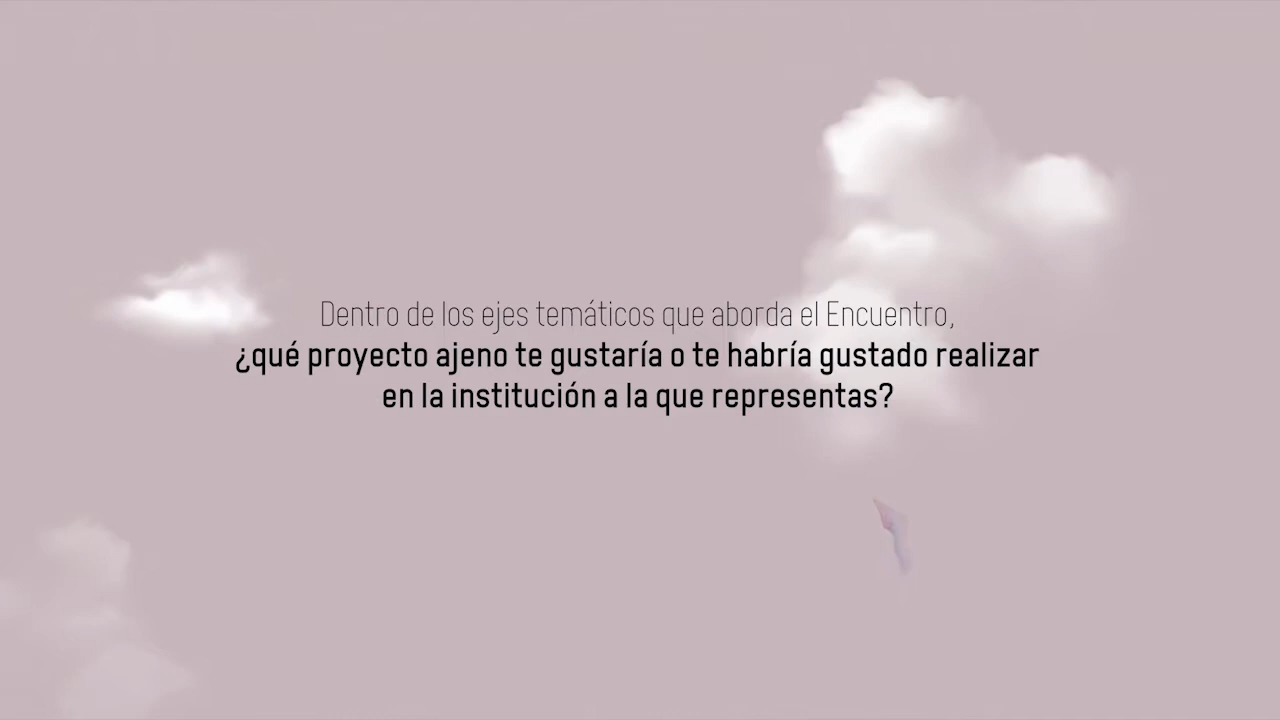 Dentro de los ejes temáticos que aborda el Encuentro,
¿qué proyecto ajeno te gustaría o te habría gustado realizar
en la institución a la que representas?